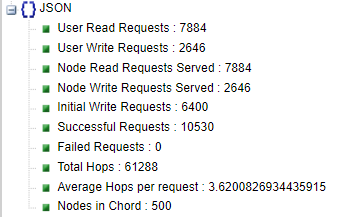 {} JSON
User Read Requests : 7884
User Write Requests : 2646
Node Read Requests Served : 7884
Node Write Requests Served : 2646
Initial Write Requests : 6400
Successful Requests : 10530
Failed Requests : 0
Total Hops : 61288
Average Hops per request : 3.6200826934435915
Nodes in Chord : 500